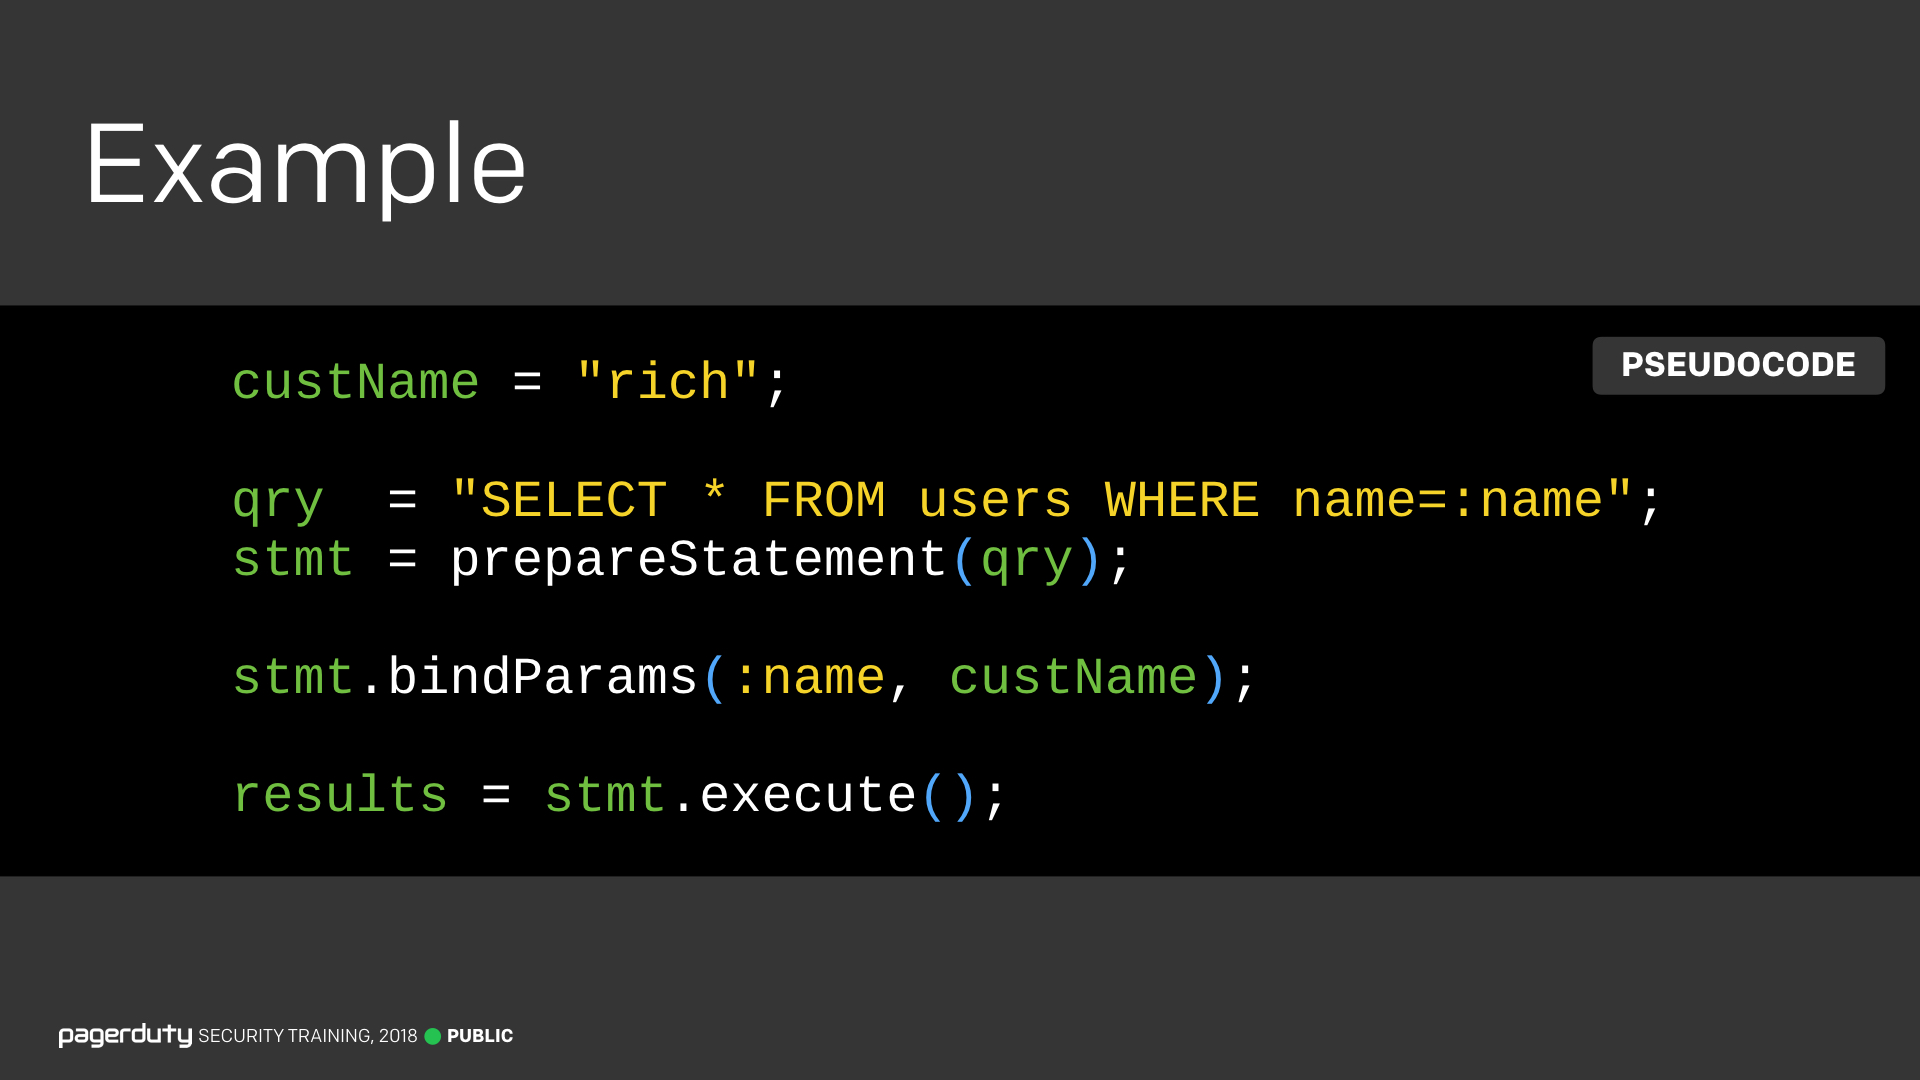 Example
PSEUDOCODE
custName = "rich";
qry  = "SELECT * FROM users WHERE name=:name";
stmt = prepareStatement(qry);
stmt.bindParams(:name, custName);
results = stmt.execute();
pagerduty SECURITY TRAINING, 2018 PUBLIC